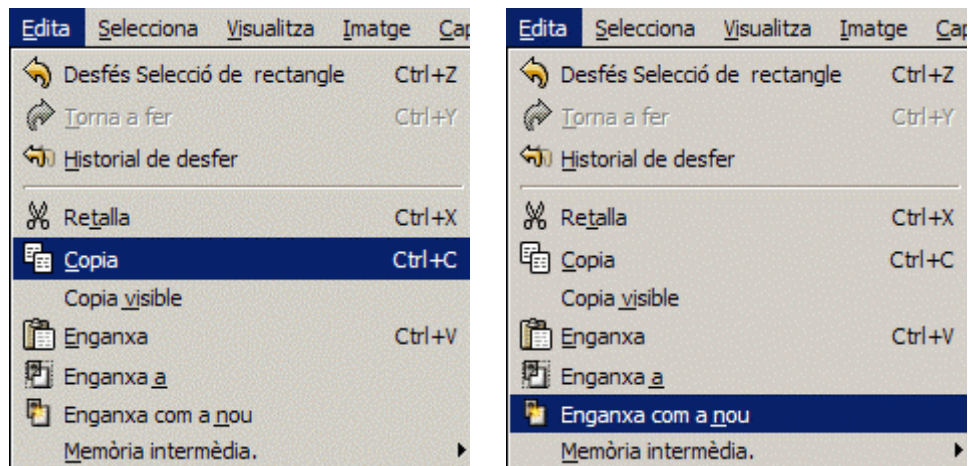 Edita Selecciona Visualitza Imatge Cap
Desfés Selecció de rectangle Ctrl+Z
Torna a fer Ctrl+Y
Historial de desfer
Retalla Ctrl+X
Copia Ctrl+C
Copia visible
Enganxa Ctrl+V
Enganxa a
Enganxa com a nou
Memòria intermèdia.
Edita Selecciona Visualitza Imatge Cap
Desfés Selecció de rectangle Ctrl+Z
Torna a fer Ctrl+Y
Historial de desfer
Retalla Ctrl+X
Copia Ctrl+C
Copia visible
Enganxa Ctrl+V
Enganxa a
Enganxa com a nou
Memòria intermèdia.